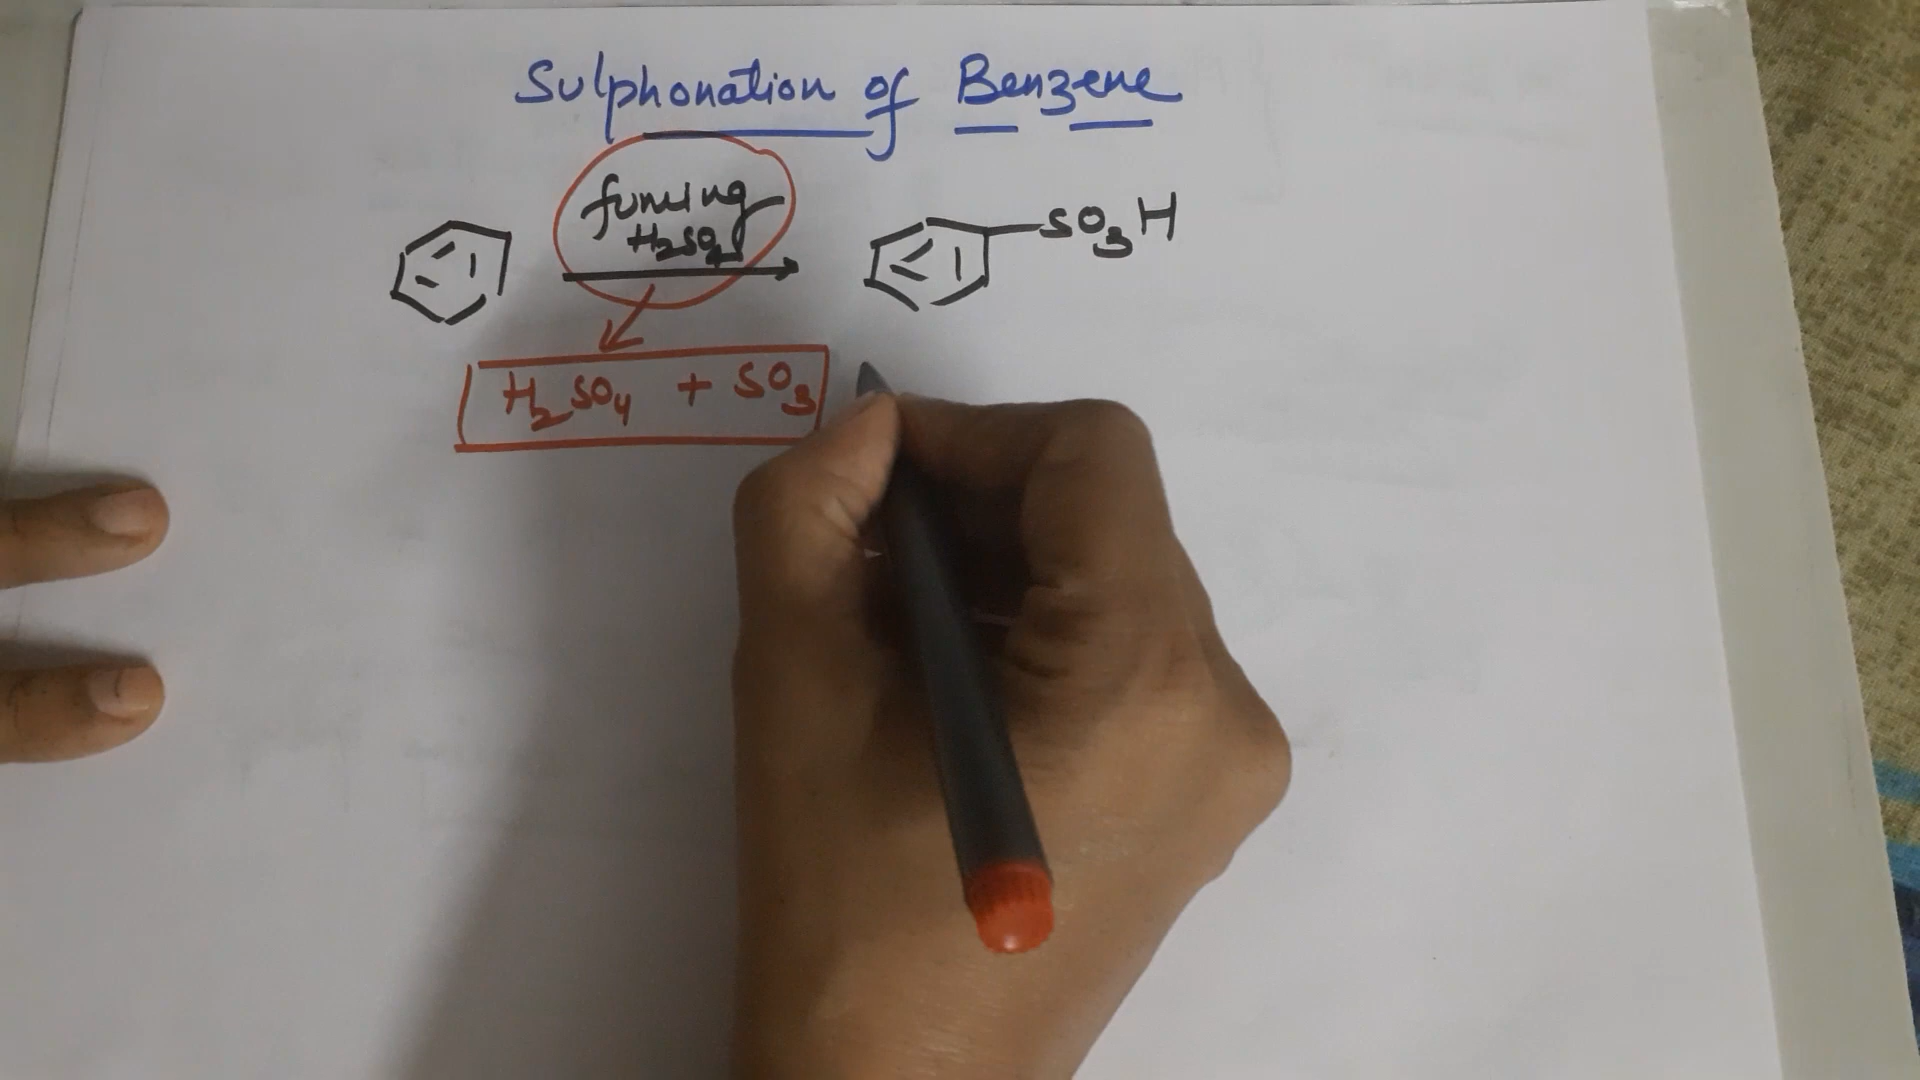 Sulphonation of Benzene
fuming
H₂SO₄
SO₃H
H₂SO₄ + SO₃